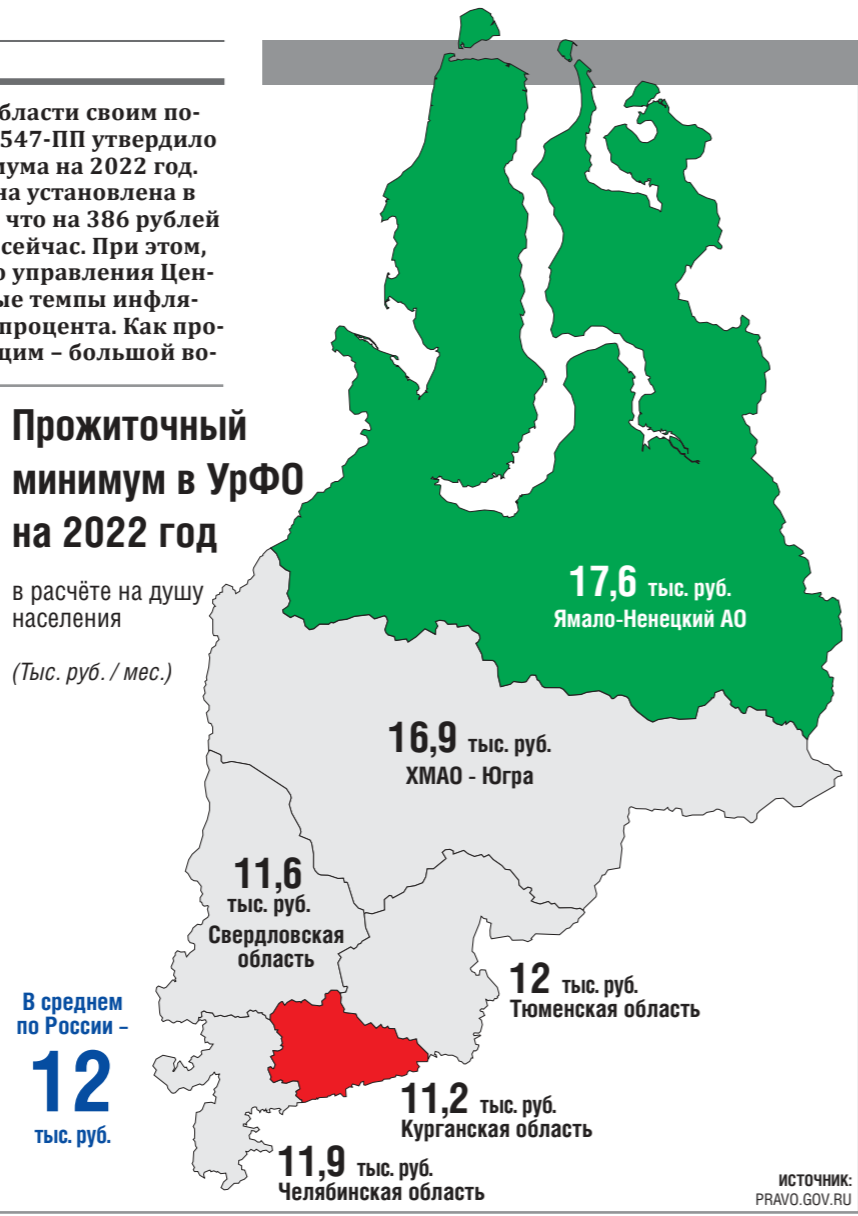 бласти своим по-
547-ПП утвердило
мума на 2022 год.
на установлена в
что на 386 рублей
сейчас. При этом,
о управления Цен-
ые темпы инфля-
процента. Как про-
щим – большой во-
Прожиточный
минимум в УрФО
на 2022 год
в расчёте на душу
населения
(Тыс. руб. / мес.)
17,6 тыс. руб.
Ямало-Ненецкий АО
16,9 тыс. руб.
ХМАО - Югра
11,6
тыс. руб.
Свердловская
область
12 тыс. руб.
Тюменская область
В среднем
по России –
12
тыс. руб.
11,2 тыс. руб.
Курганская область
11,9 тыс. руб.
Челябинская область
ИСТОЧНИК:
PRAVO.GOV.RU